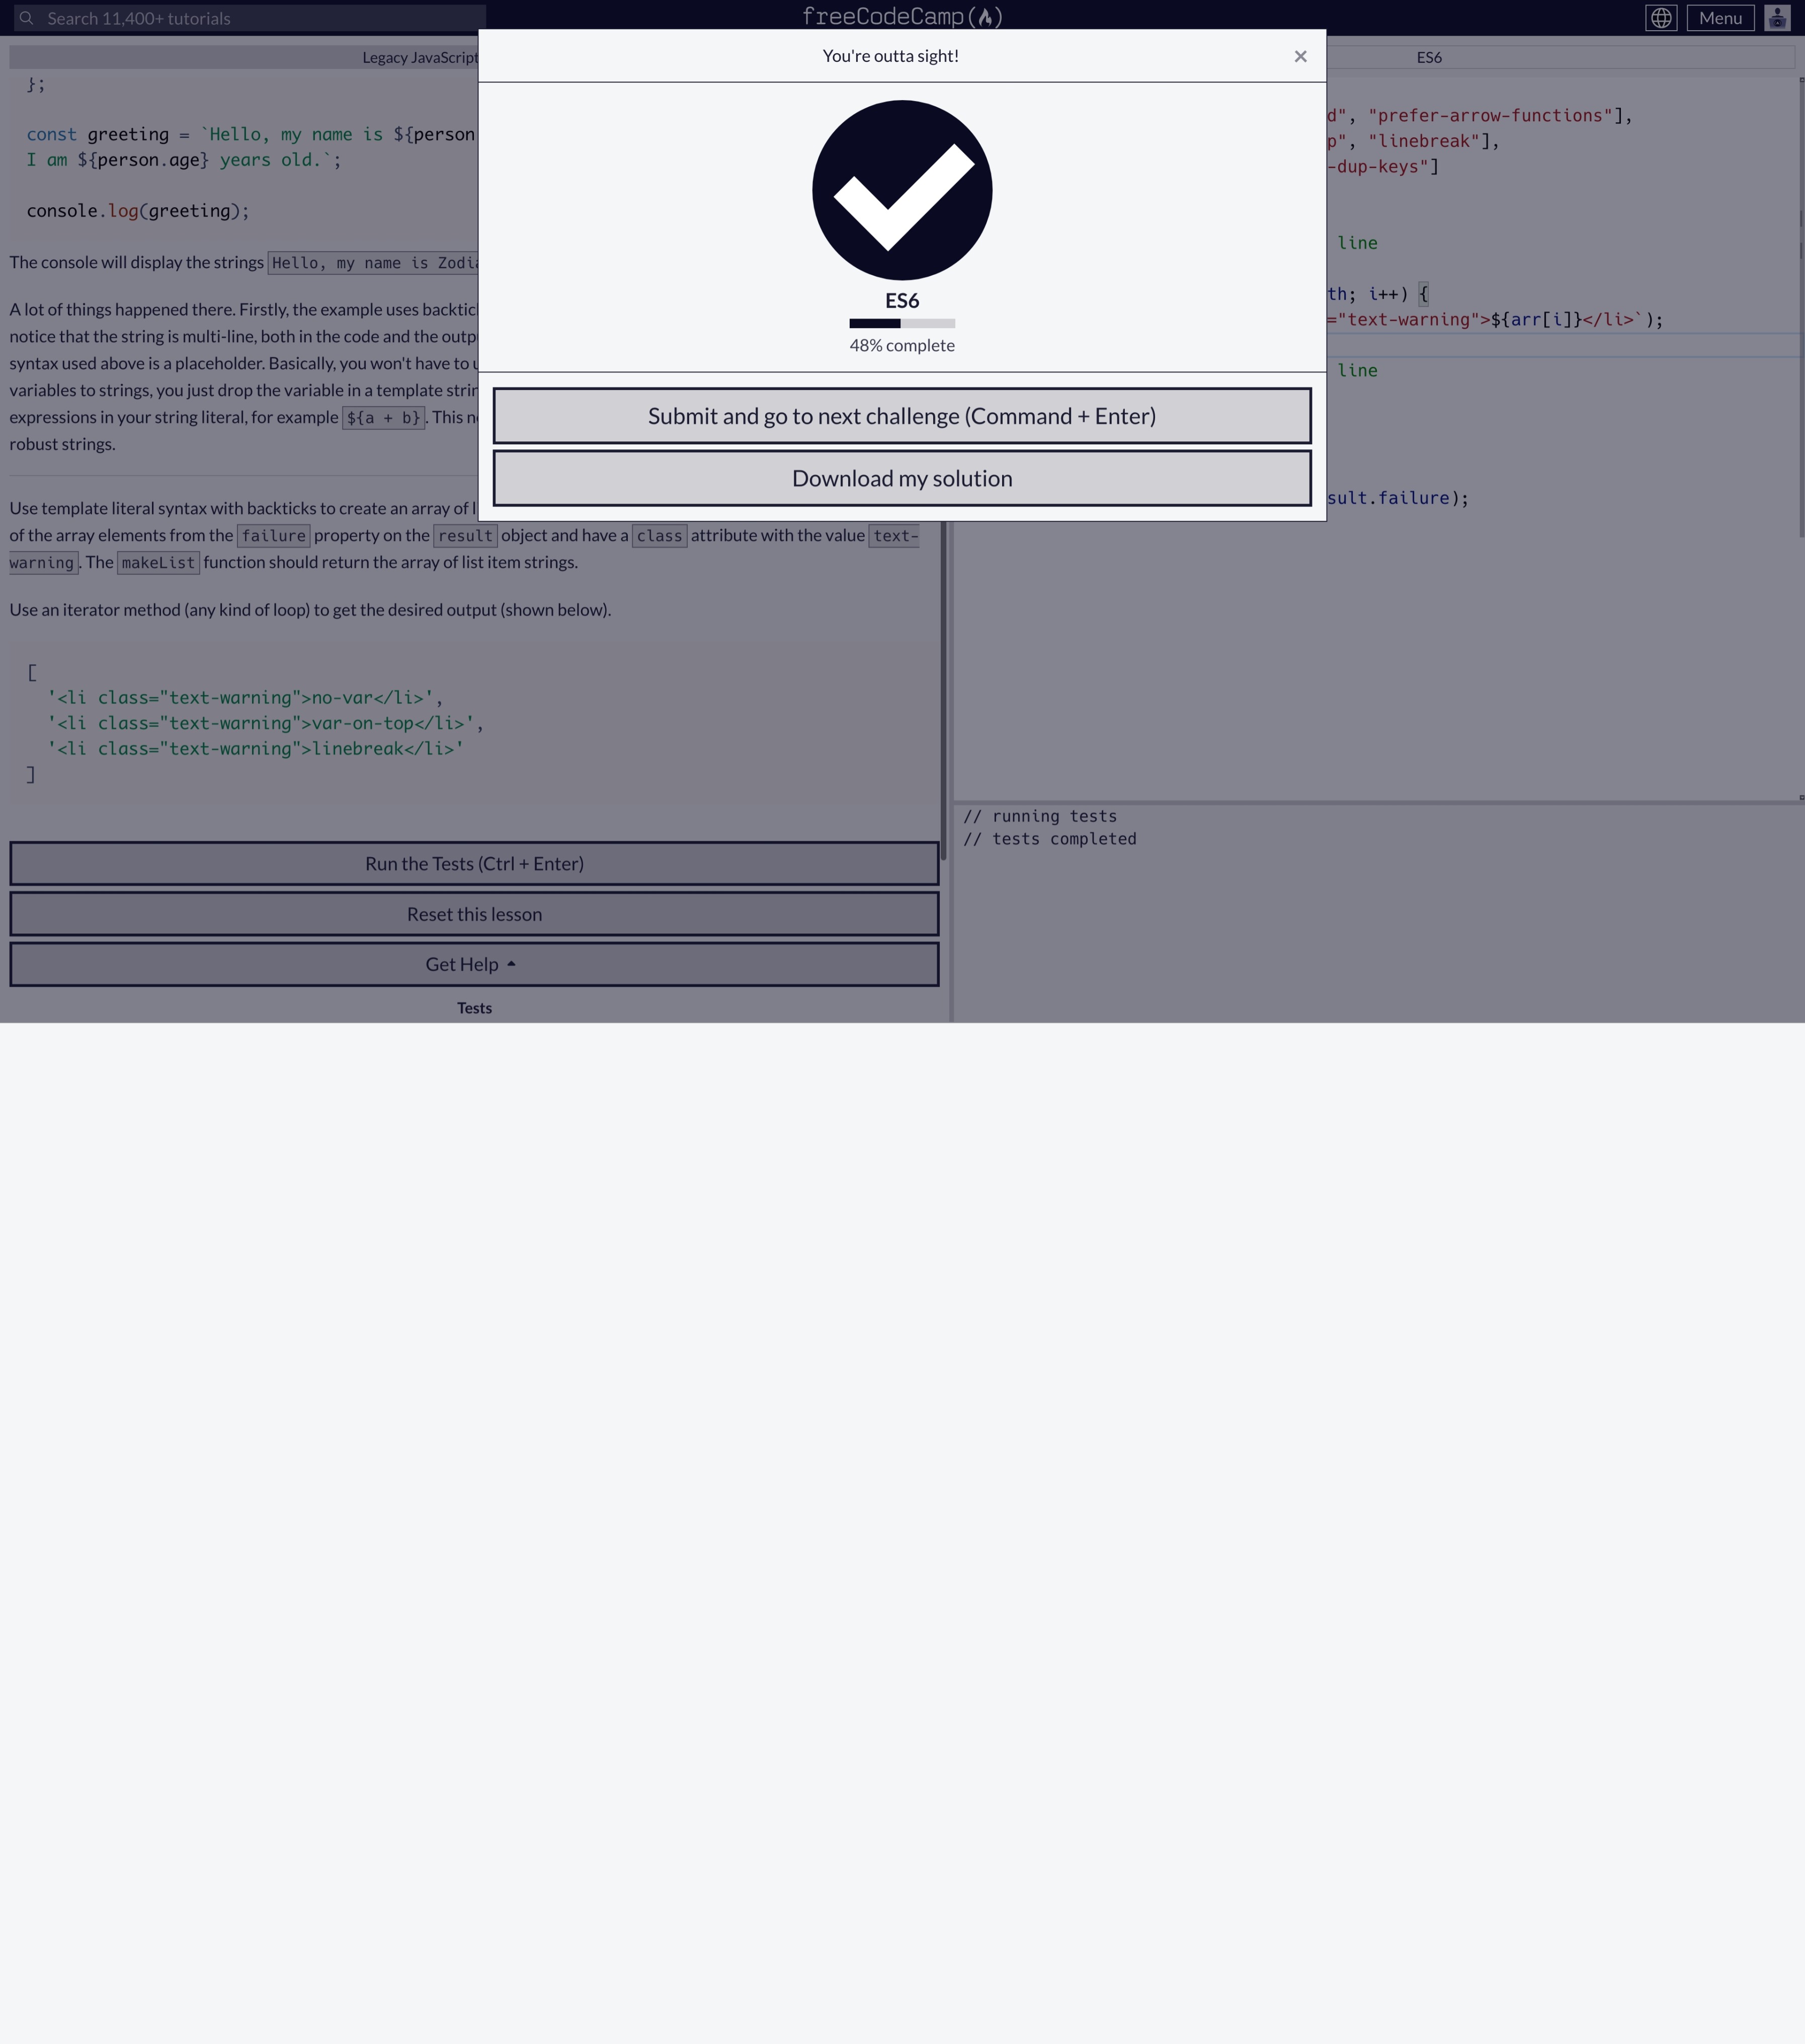 Search 11,400+ tutorials
freeCodeCamp
Menu
Legacy JavaScript
ES6
};
const greeting = `Hello, my name is ${person
I am ${person.age} years old.`;
console.log(greeting);
The console will display the strings Hello, my name is Zodia
A lot of things happened there. Firstly, the example uses backtic
notice that the string is multi-line, both in the code and the outp
syntax used above is a placeholder. Basically, you won't have to u
variables to strings, you just drop the variable in a template strin
expressions in your string literal, for example ${a + b}. This n
robust strings.
Use template literal syntax with backticks to create an array of l
of the array elements from the failure property on the result object and have a class attribute with the value text-
warning. The makeList function should return the array of list item strings.
Use an iterator method (any kind of loop) to get the desired output (shown below).
[
'<li class="text-warning">no-var</li>',
'<li class="text-warning">var-on-top</li>',
'<li class="text-warning">linebreak</li>'
]
Run the Tests (Ctrl + Enter)
Reset this lesson
Get Help
Tests
You're outta sight!
×
ES6
48% complete
Submit and go to next challenge (Command + Enter)
Download my solution
d", "prefer-arrow-functions"],
p", "linebreak"],
-dup-keys"]
line
th; i++) {
="text-warning">${arr[i]}</li>`);
line
sult.failure);
// running tests
// tests completed